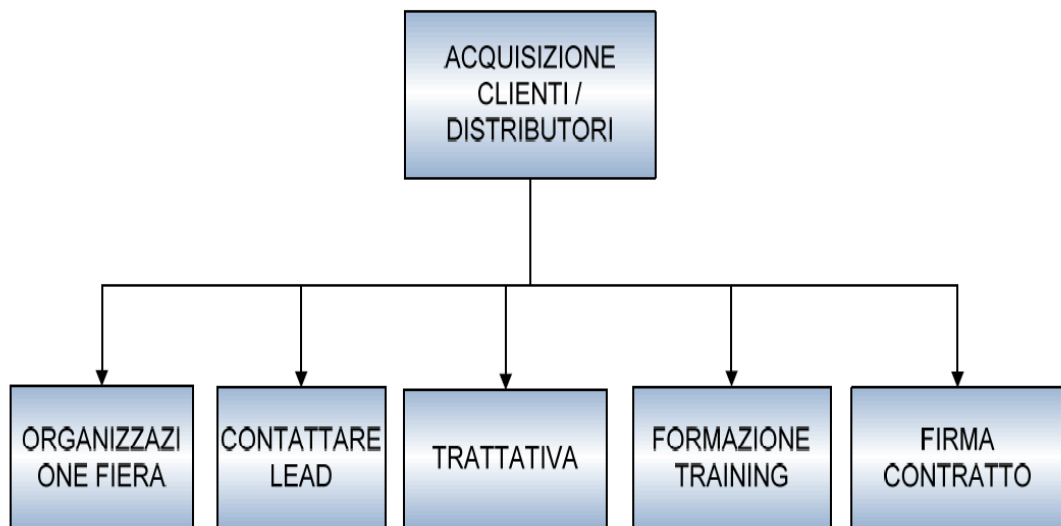 ACQUISIZIONE
CLIENTI /
DISTRIBUTORI
ORGANIZZAZI
ONE FIERA
CONTATTARE
LEAD
TRATTATIVA
FORMAZIONE
TRAINING
FIRMA
CONTRATTO